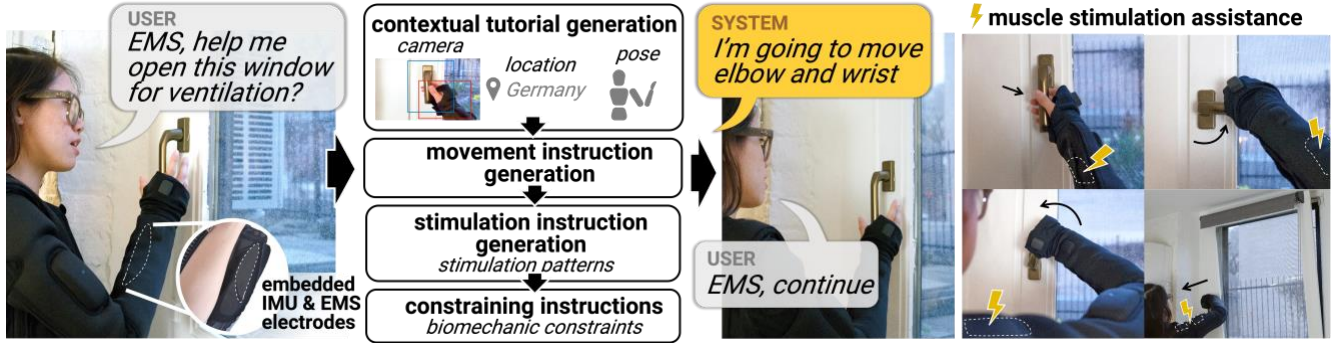 USER
EMS, help me
open this window
for ventilation?
embedded
IMU & EMS
electrodes
contextual tutorial generation
camera
location
Germany
pose
movement instruction
generation
stimulation instruction
generation
stimulation patterns
constraining instructions
biomechanic constraints
SYSTEM
I'm going to move
elbow and wrist
USER
EMS, continue
muscle stimulation assistance